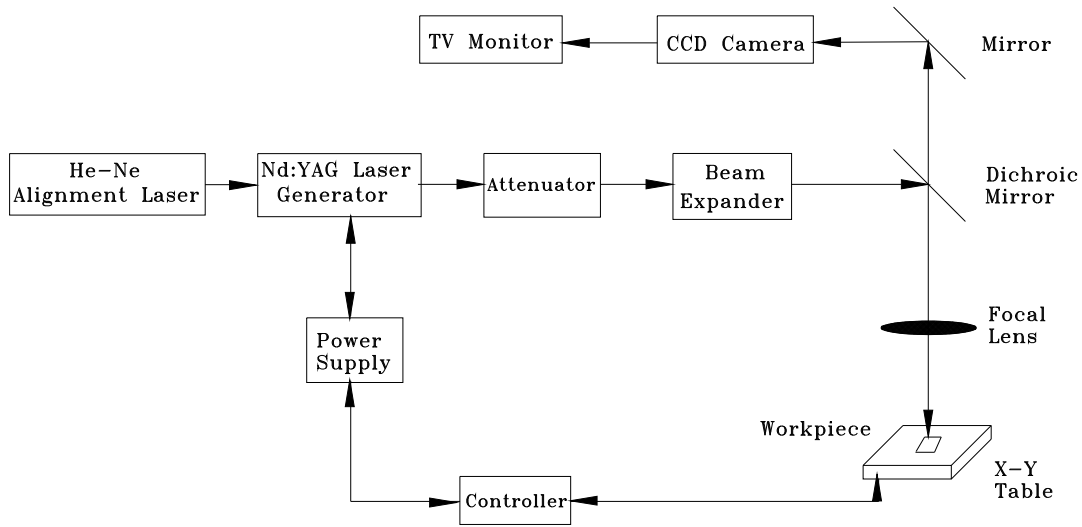 TV Monitor
CCD Camera
Mirror
He-Ne
Alignment Laser
Nd:YAG Laser
Generator
Attenuator
Beam
Expander
Dichroic
Mirror
Power
Supply
Focal
Lens
Workpiece
X-Y
Table
Controller